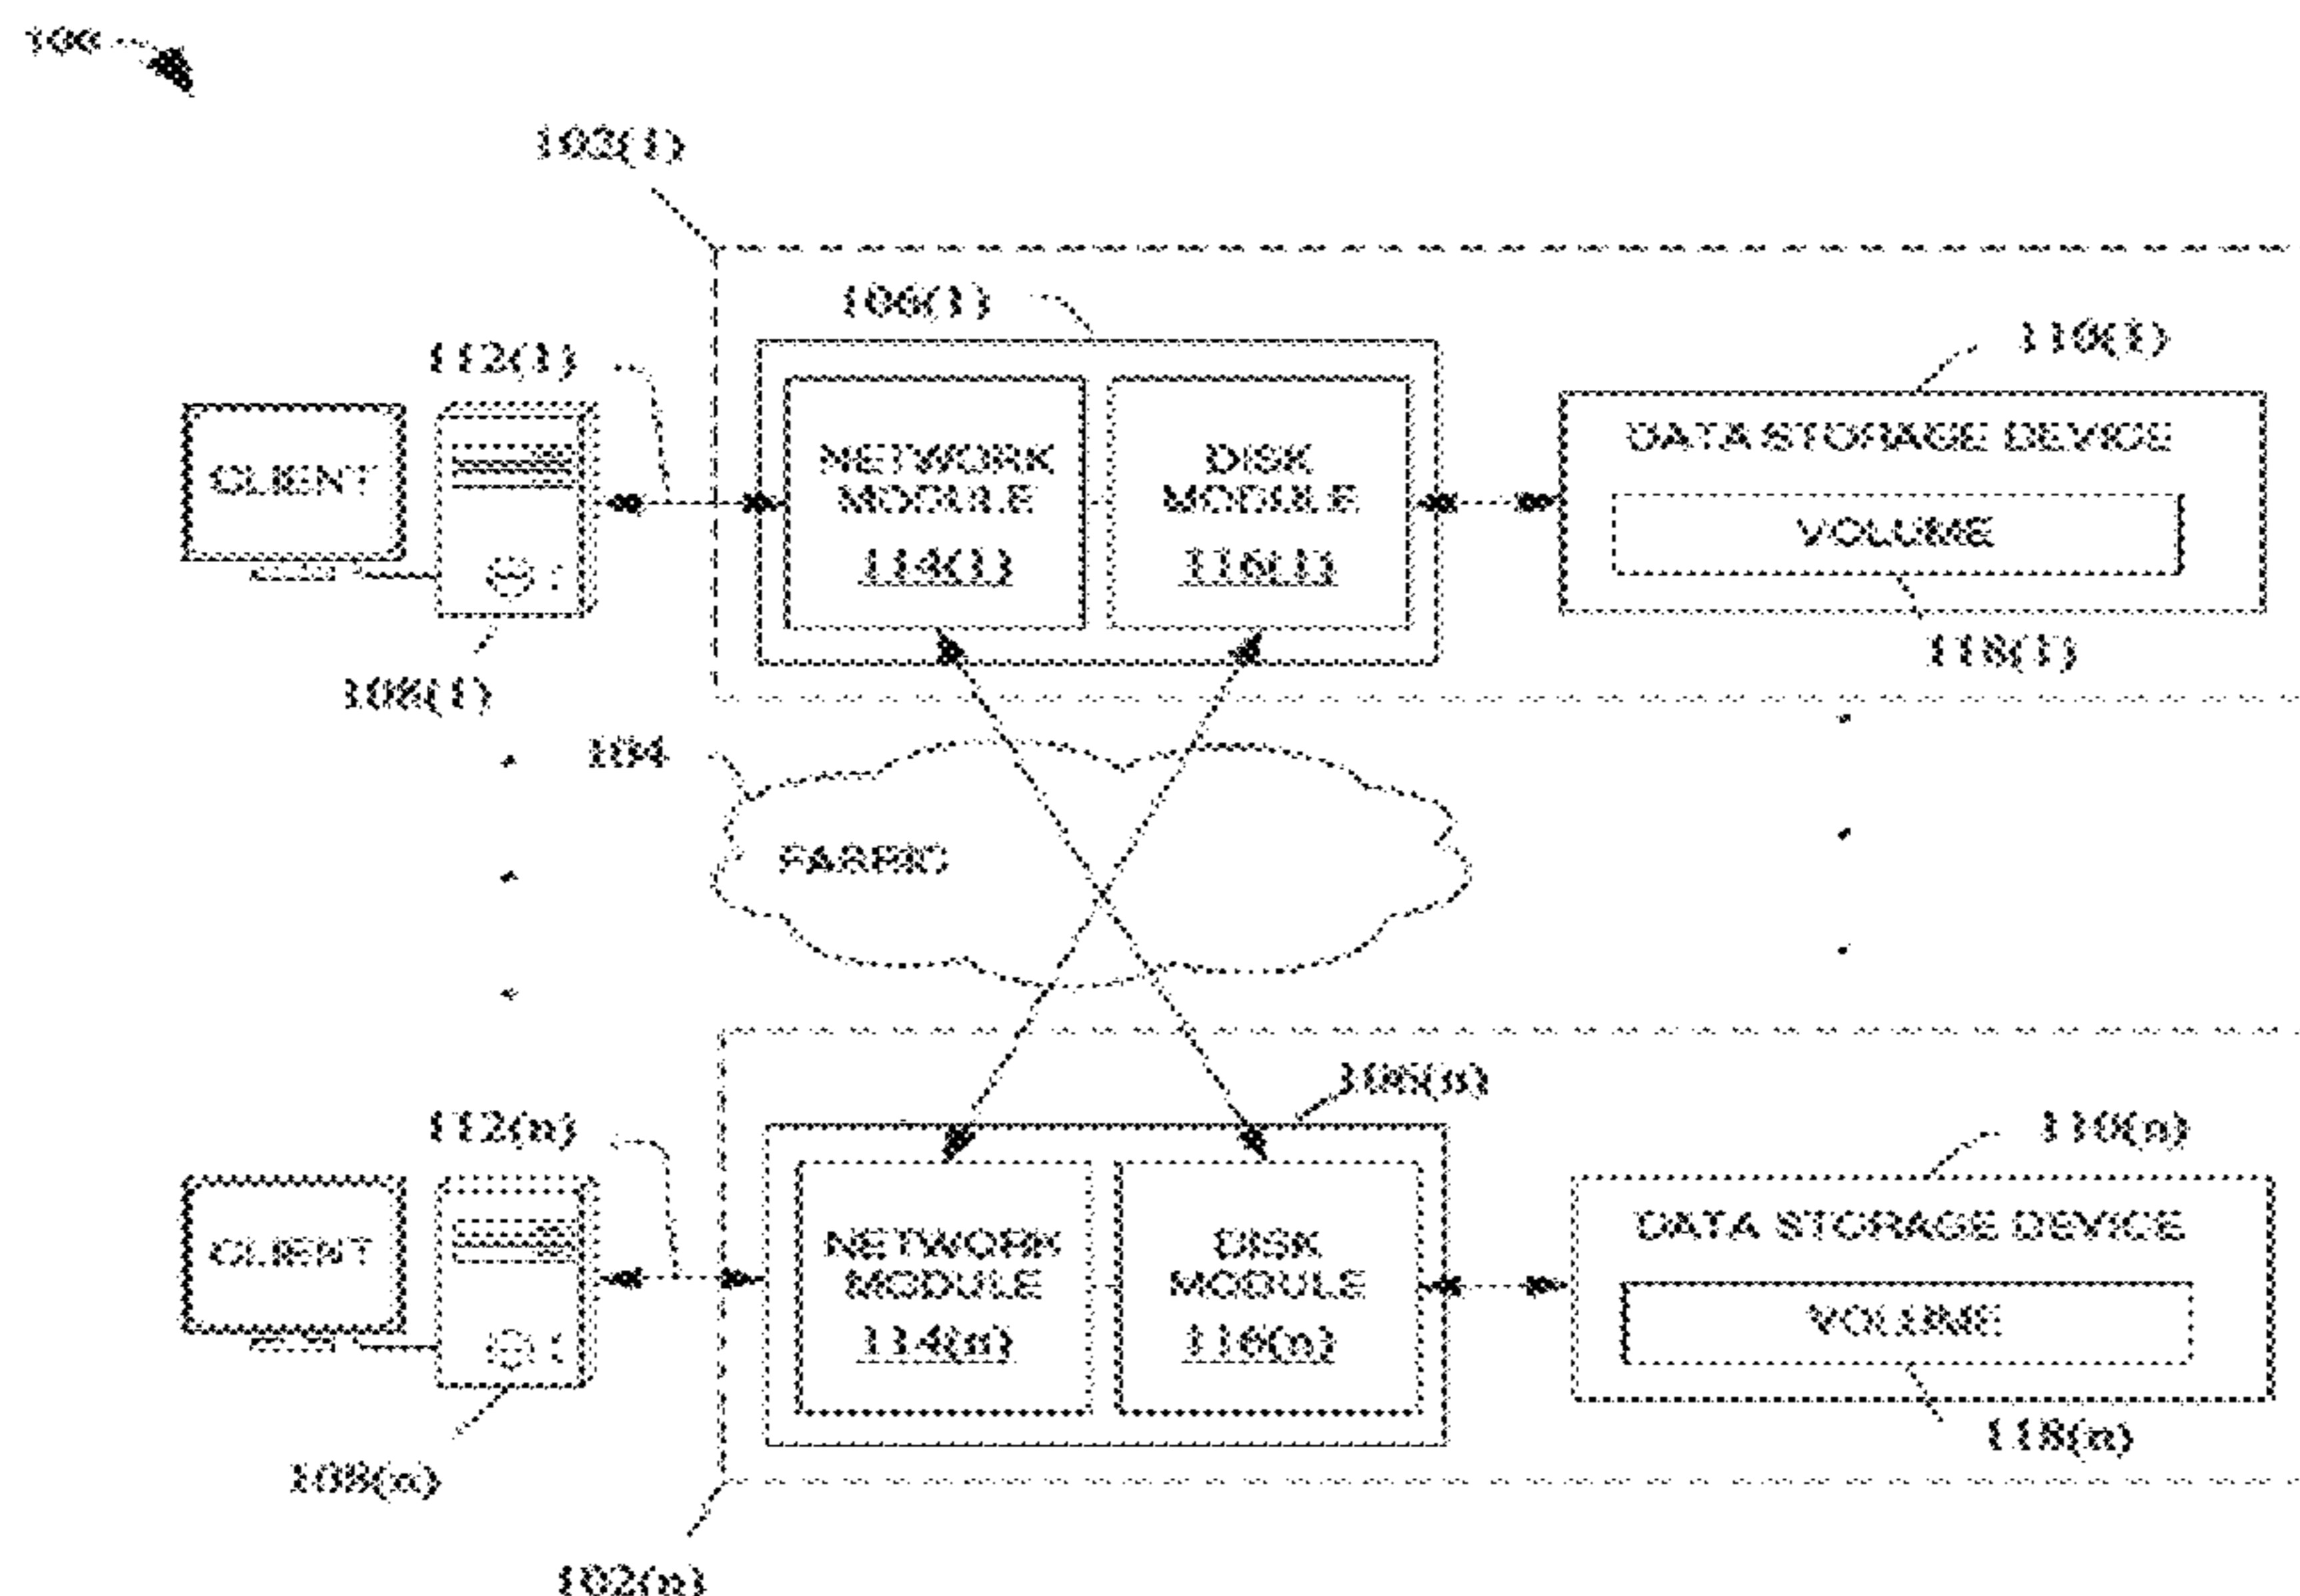 100
102(1)
106(1)
110(1)
112(1)
DATA STORAGE DEVICE
CLIENT
NETWORK
MODULE
114(1)
DISK
MODULE
116(1)
VOLUME
118(1)
108(1)
104
FABRIC
106(n)
112(n)
110(n)
DATA STORAGE DEVICE
CLIENT
NETWORK
MODULE
114(n)
DISK
MODULE
116(n)
VOLUME
118(n)
108(n)
102(n)